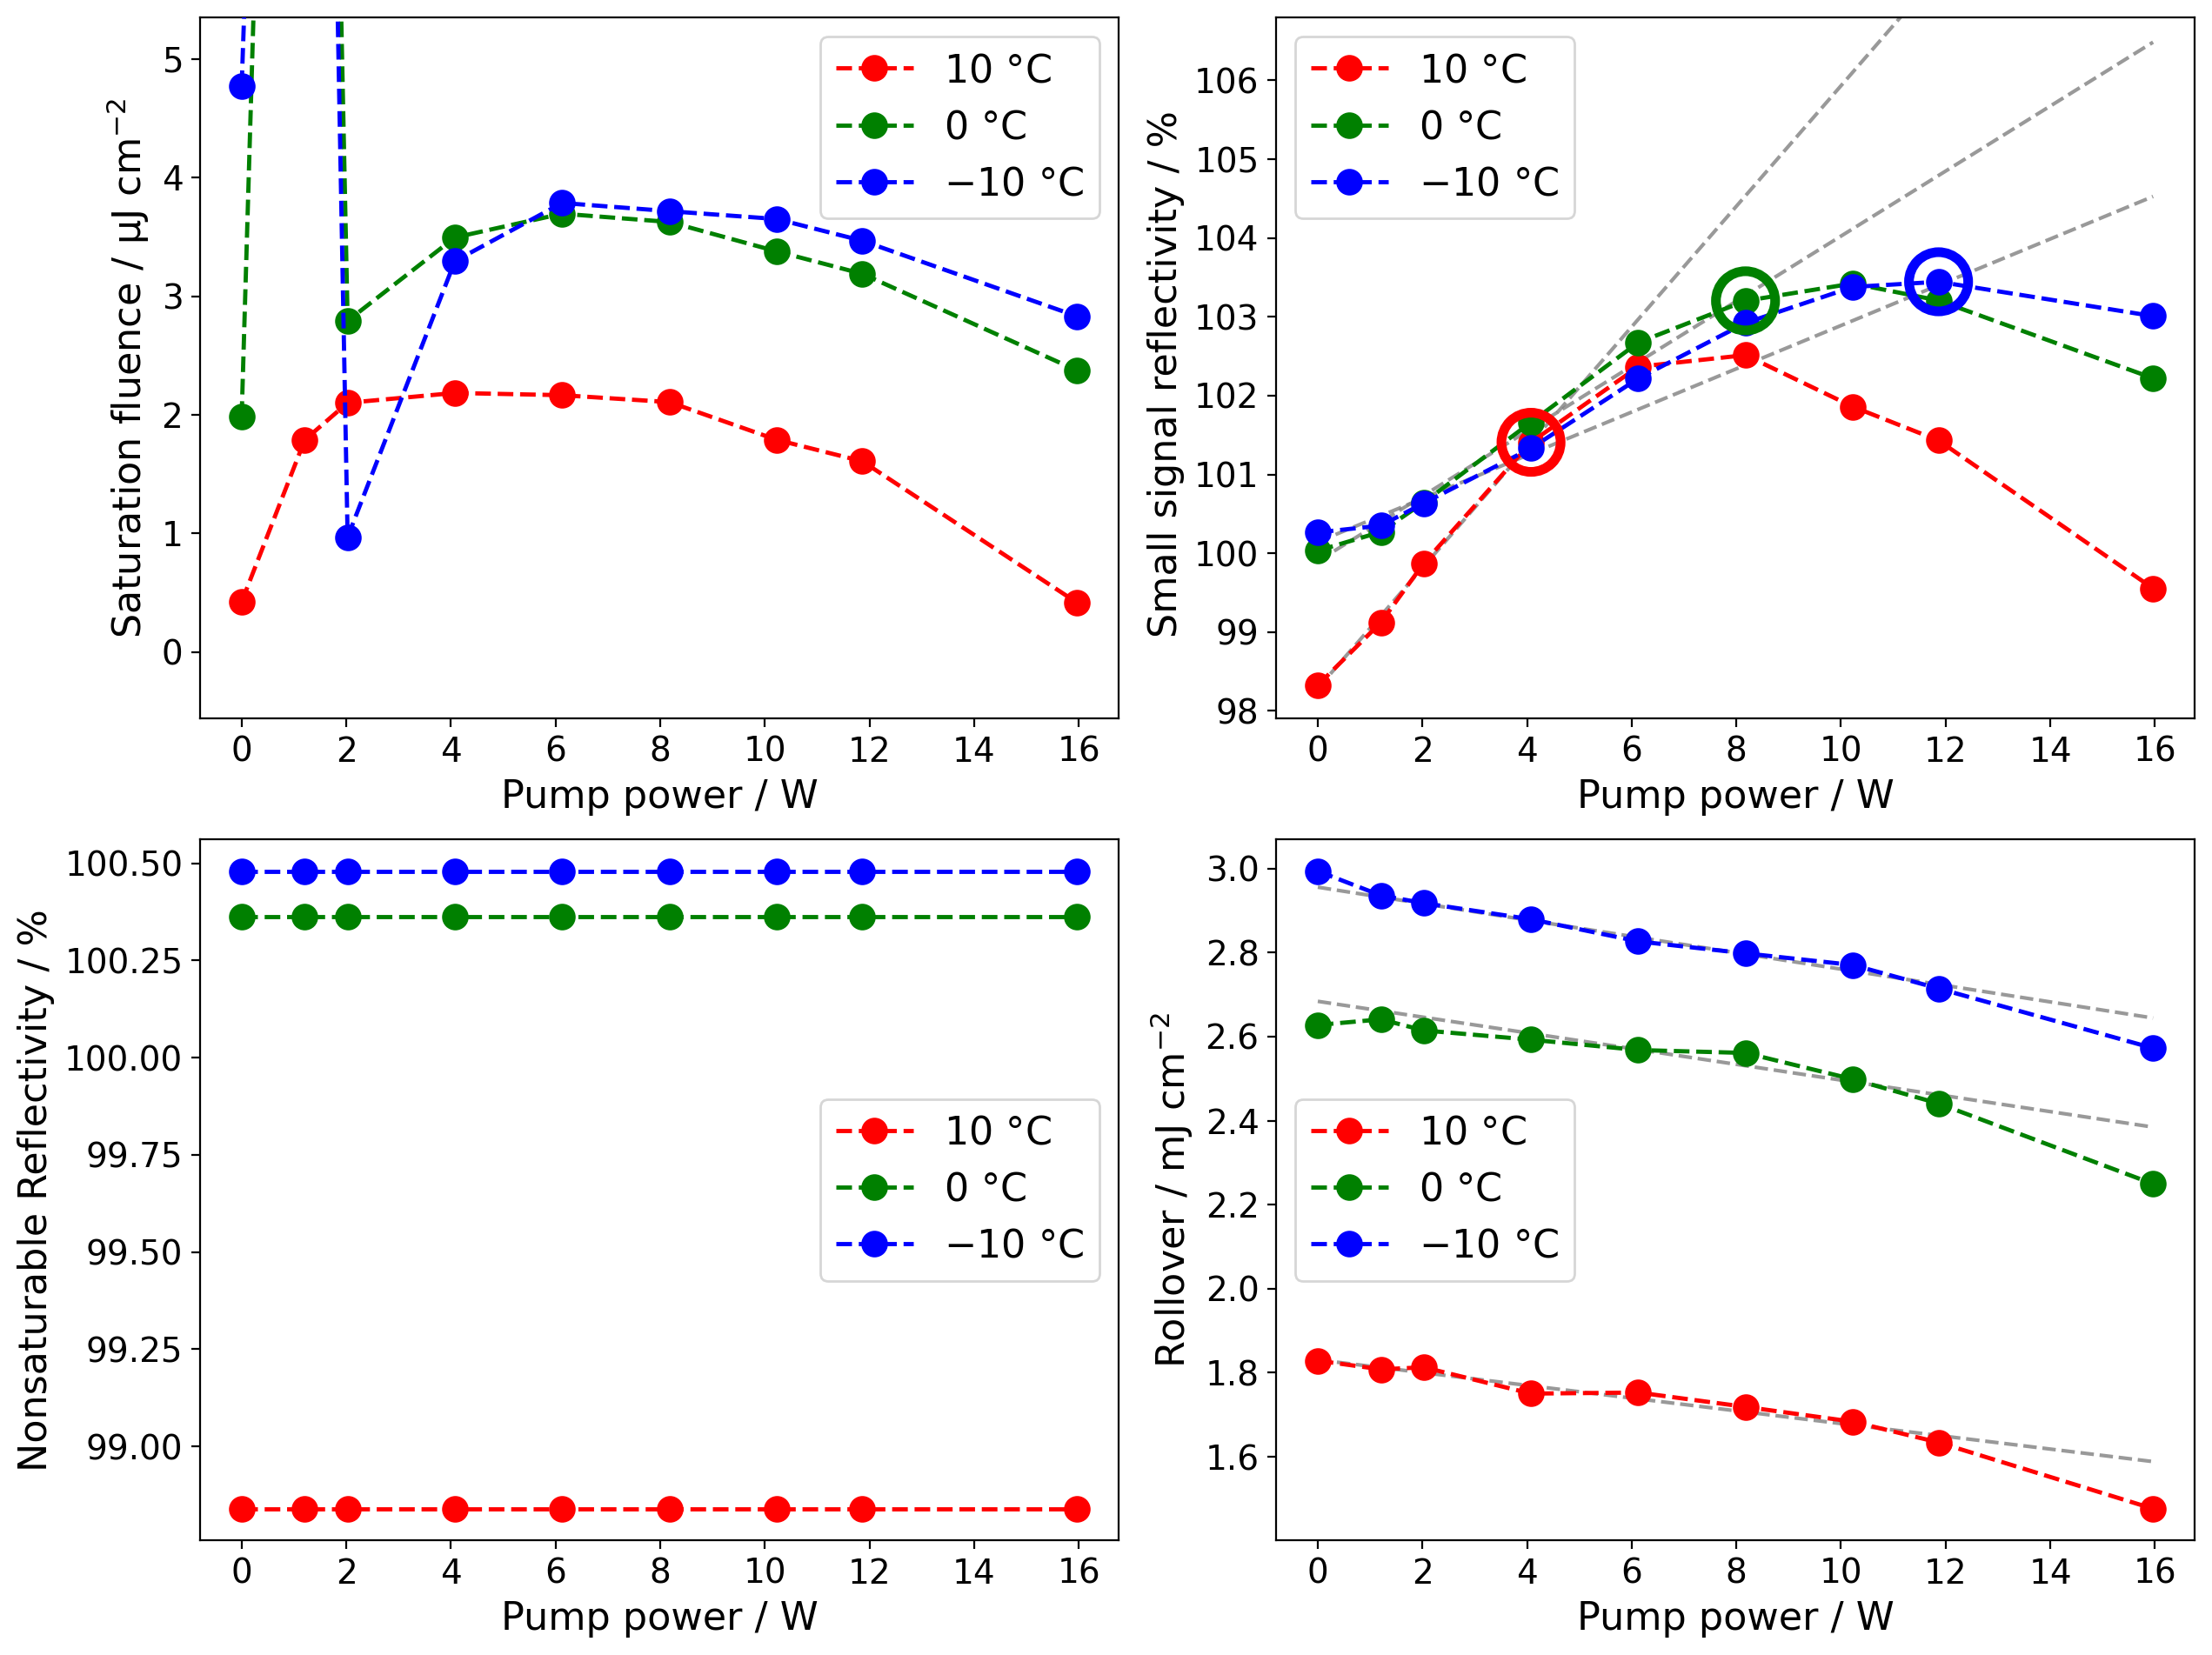 Saturation fluence / µJ cm⁻²
5
4
3
2
1
0
10 °C
0 °C
−10 °C
0 2 4 6 8 10 12 14 16
Pump power / W
Small signal reflectivity / %
106
105
104
103
102
101
100
99
98
10 °C
0 °C
−10 °C
0 2 4 6 8 10 12 14 16
Pump power / W
Nonsaturable Reflectivity / %
100.50
100.25
100.00
99.75
99.50
99.25
99.00
10 °C
0 °C
−10 °C
0 2 4 6 8 10 12 14 16
Pump power / W
Rollover / mJ cm⁻²
3.0
2.8
2.6
2.4
2.2
2.0
1.8
1.6
10 °C
0 °C
−10 °C
0 2 4 6 8 10 12 14 16
Pump power / W